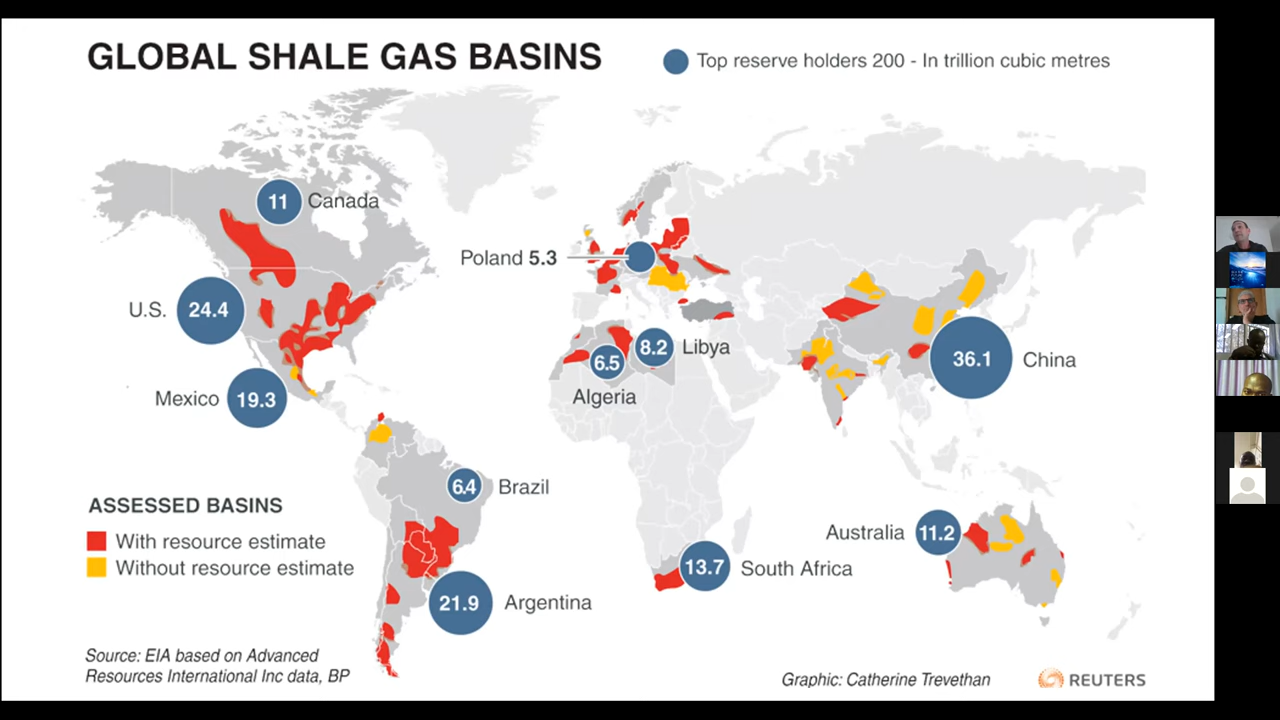 GLOBAL SHALE GAS BASINS
Top reserve holders 200 - In trillion cubic metres
11 Canada
Poland 5.3
U.S. 24.4
8.2 Libya
6.5
Algeria
36.1 China
Mexico 19.3
6.4 Brazil
ASSESSED BASINS
With resource estimate
Without resource estimate
Australia 11.2
13.7 South Africa
21.9 Argentina
Source: EIA based on Advanced
Resources International Inc data, BP
Graphic: Catherine Trevethan
REUTERS